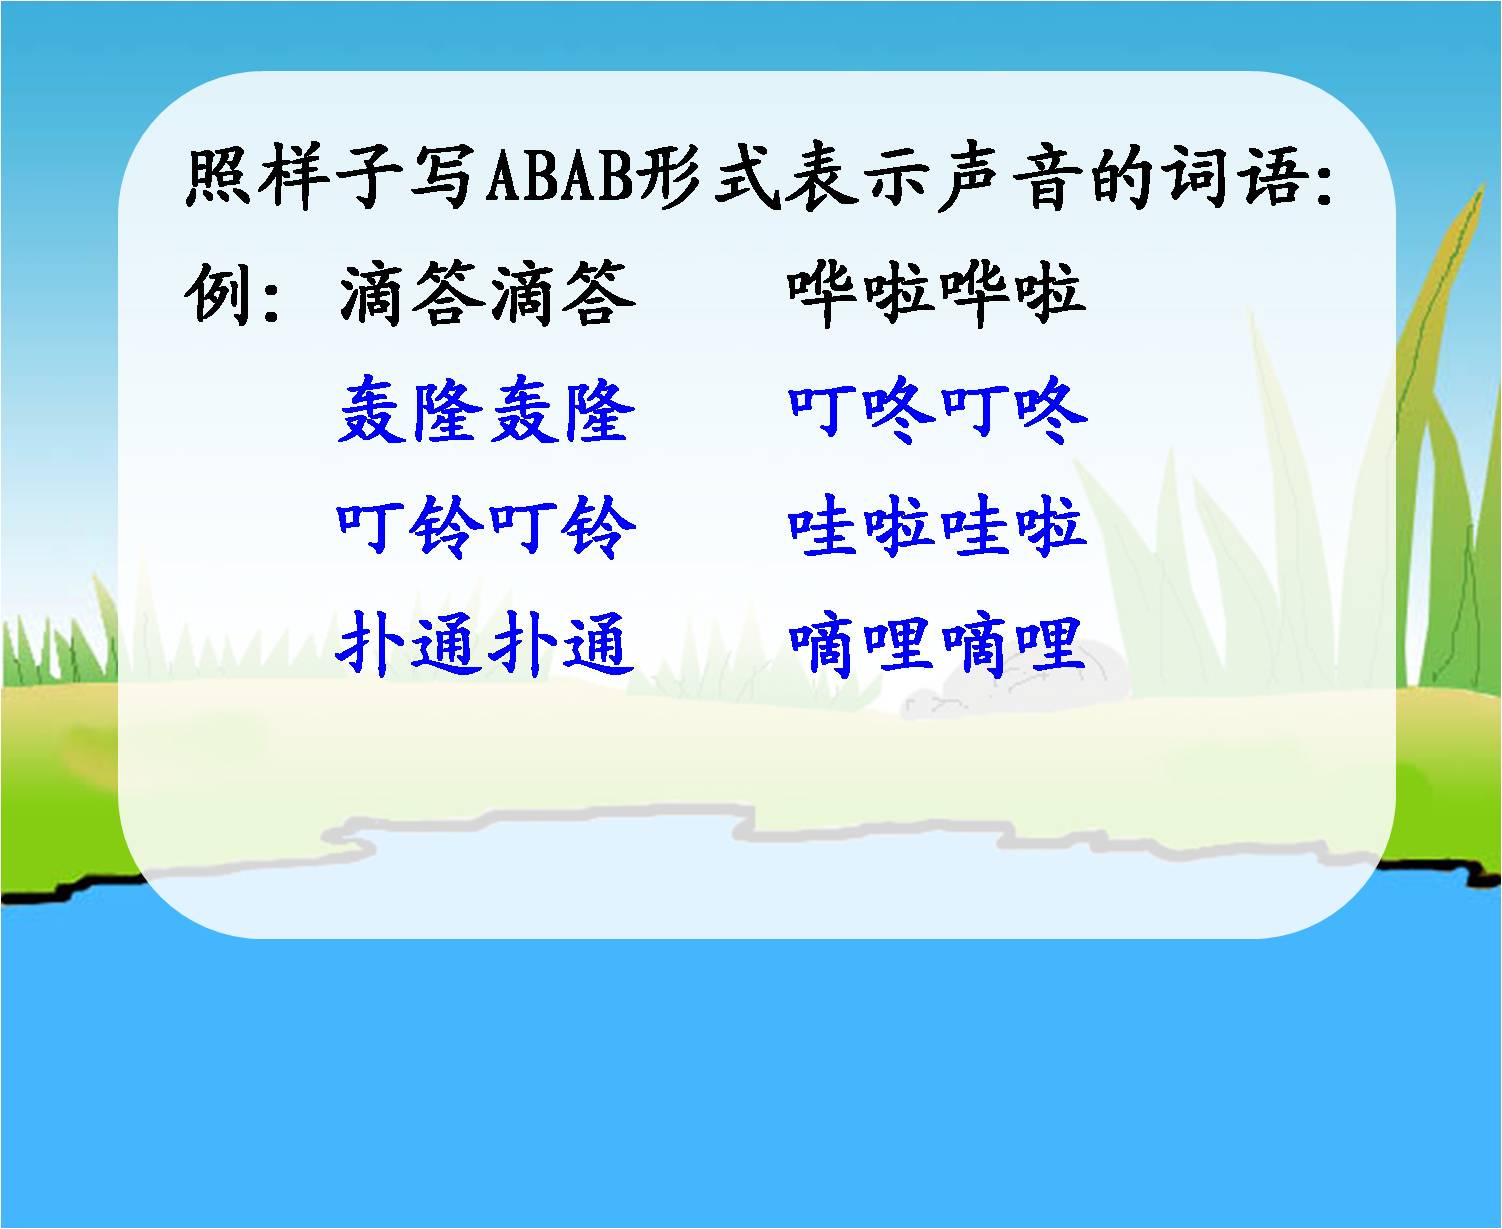 照样子写ABAB形式表示声音的词语：
例：滴答滴答 哗啦哗啦
轰隆轰隆 叮咚叮咚
叮铃叮铃 哇啦哇啦
扑通扑通 嘀哩嘀哩